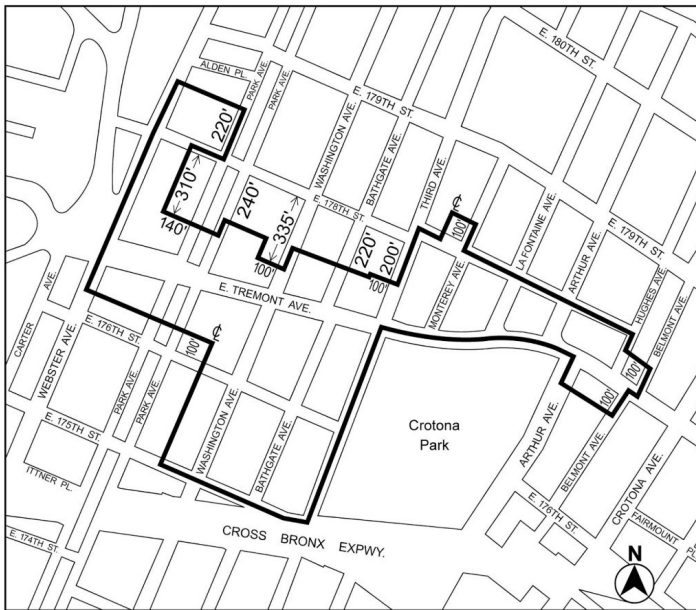 E. 180TH ST.
ALDEN PL.
PARK AVE.
PARK AVE.
E. 179TH ST.
220'
WASHINGTON AVE.
BATHGATE AVE.
THIRD AVE.
310'
240'
E. 178TH ST.
335'
℄
100'
LA FONTAINE AVE.
ARTHUR AVE.
E. 179TH ST.
140'
220'
200'
100'
100'
HUGHES AVE.
BELMONT AVE.
E. TREMONT AVE.
MONTEREY AVE.
CARTER AVE.
WEBSTER AVE.
E. 176TH ST.
100'
℄
PARK AVE.
PARK AVE.
100'
100'
E. 175TH ST.
WASHINGTON AVE.
BATHGATE AVE.
Crotona
Park
ARTHUR AVE.
BELMONT AVE.
CROTONA AVE.
ITTNER PL.
E. 176TH ST.
FAIRMOUNT PL.
E. 174TH ST.
CROSS BRONX EXPWY.
N